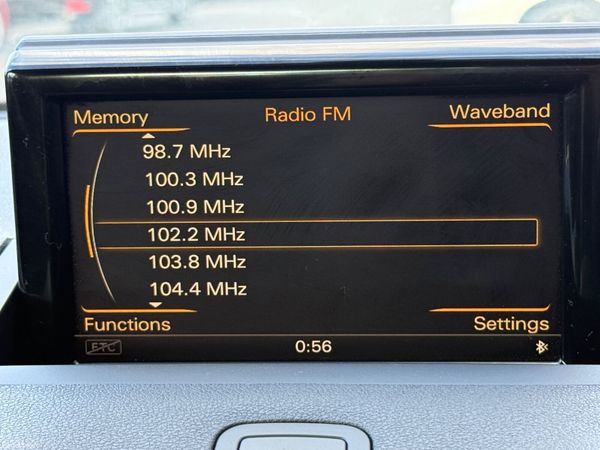 Memory Radio FM Waveband
98.7 MHz
100.3 MHz
100.9 MHz
102.2 MHz
103.8 MHz
104.4 MHz
Functions Settings
ETC 0:56